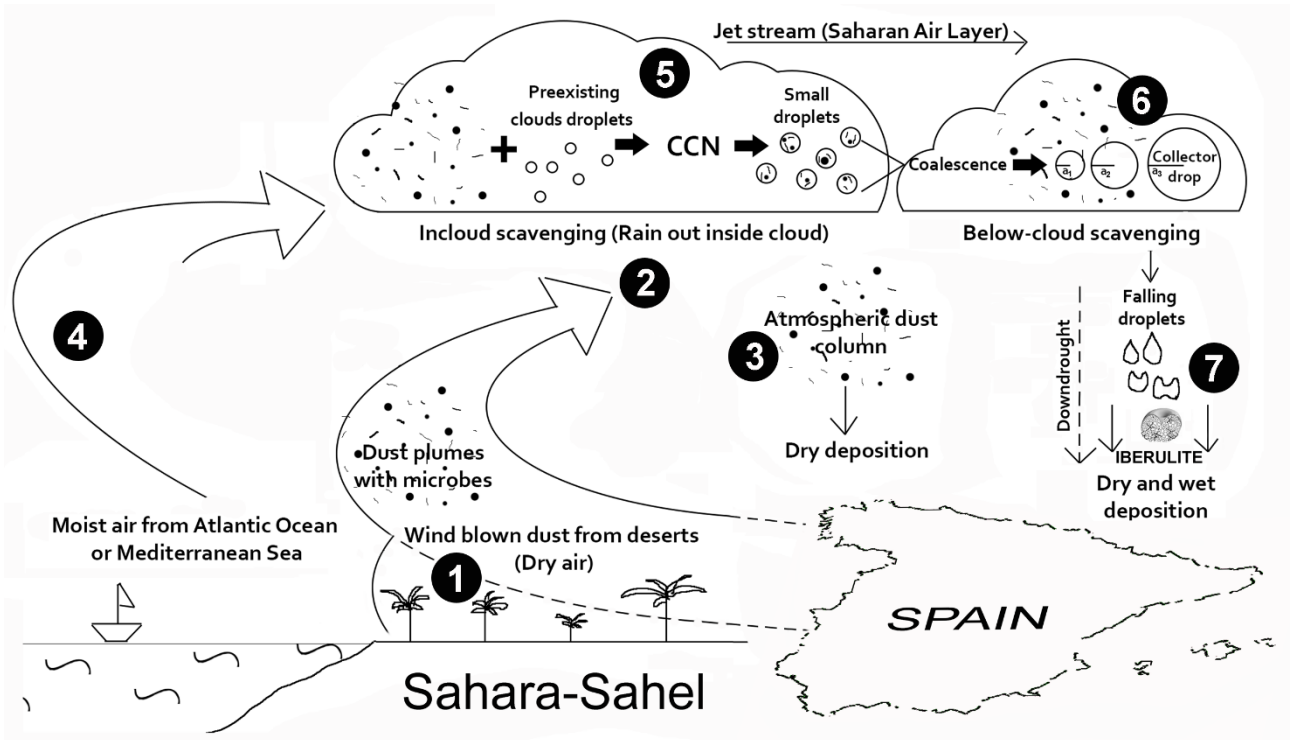 Jet stream (Saharan Air Layer)
5
Preexisting
clouds droplets
+
CCN
Small
droplets
6
Coalescence
a1
a2
a3
Collector
drop
Incloud scavenging (Rain out inside cloud)
Below-cloud scavenging
2
4
3
Atmospheric dust
column
Dry deposition
Falling
droplets
Downdrought
7
IBERULITE
Dry and wet
deposition
Dust plumes
with microbes
Moist air from Atlantic Ocean
or Mediterranean Sea
Wind blown dust from deserts
(Dry air)
1
SPAIN
Sahara-Sahel